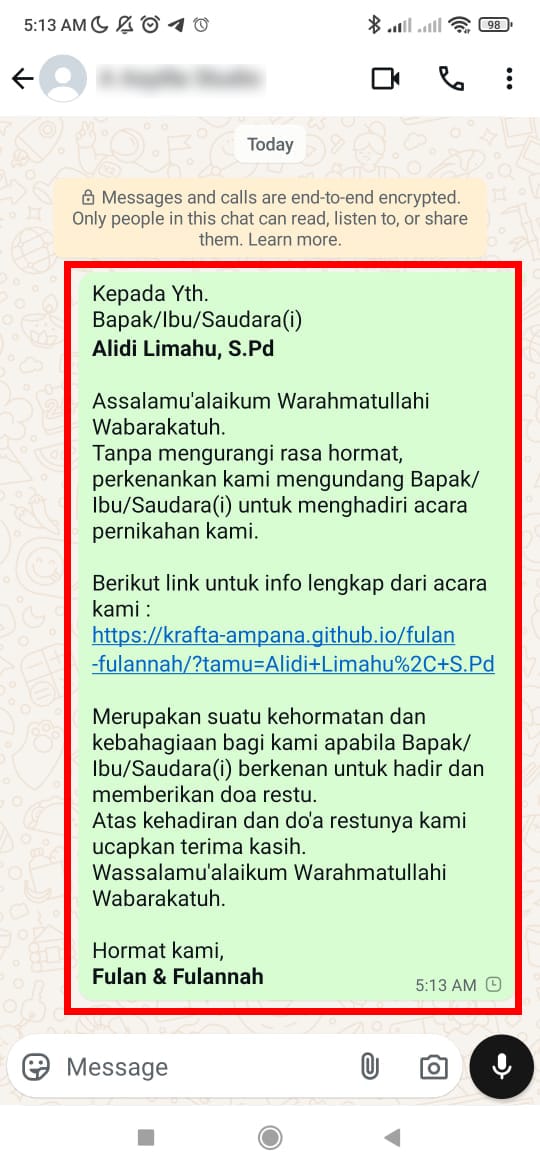 5:13 AM
98
Today
Messages and calls are end-to-end encrypted.
Only people in this chat can read, listen to, or share
them. Learn more.
Kepada Yth.
Bapak/Ibu/Saudara(i)
Alidi Limahu, S.Pd
Assalamu'alaikum Warahmatullahi
Wabarakatuh.
Tanpa mengurangi rasa hormat,
perkenankan kami mengundang Bapak/
Ibu/Saudara(i) untuk menghadiri acara
pernikahan kami.
Berikut link untuk info lengkap dari acara
kami :
https://krafta-ampana.github.io/fulan
-fulannah/?tamu=Alidi+Limahu%2C+S.Pd
Merupakan suatu kehormatan dan
kebahagiaan bagi kami apabila Bapak/
Ibu/Saudara(i) berkenan untuk hadir dan
memberikan doa restu.
Atas kehadiran dan do'a restunya kami
ucapkan terima kasih.
Wassalamu'alaikum Warahmatullahi
Wabarakatuh.
Hormat kami,
Fulan & Fulannah
5:13 AM
Message